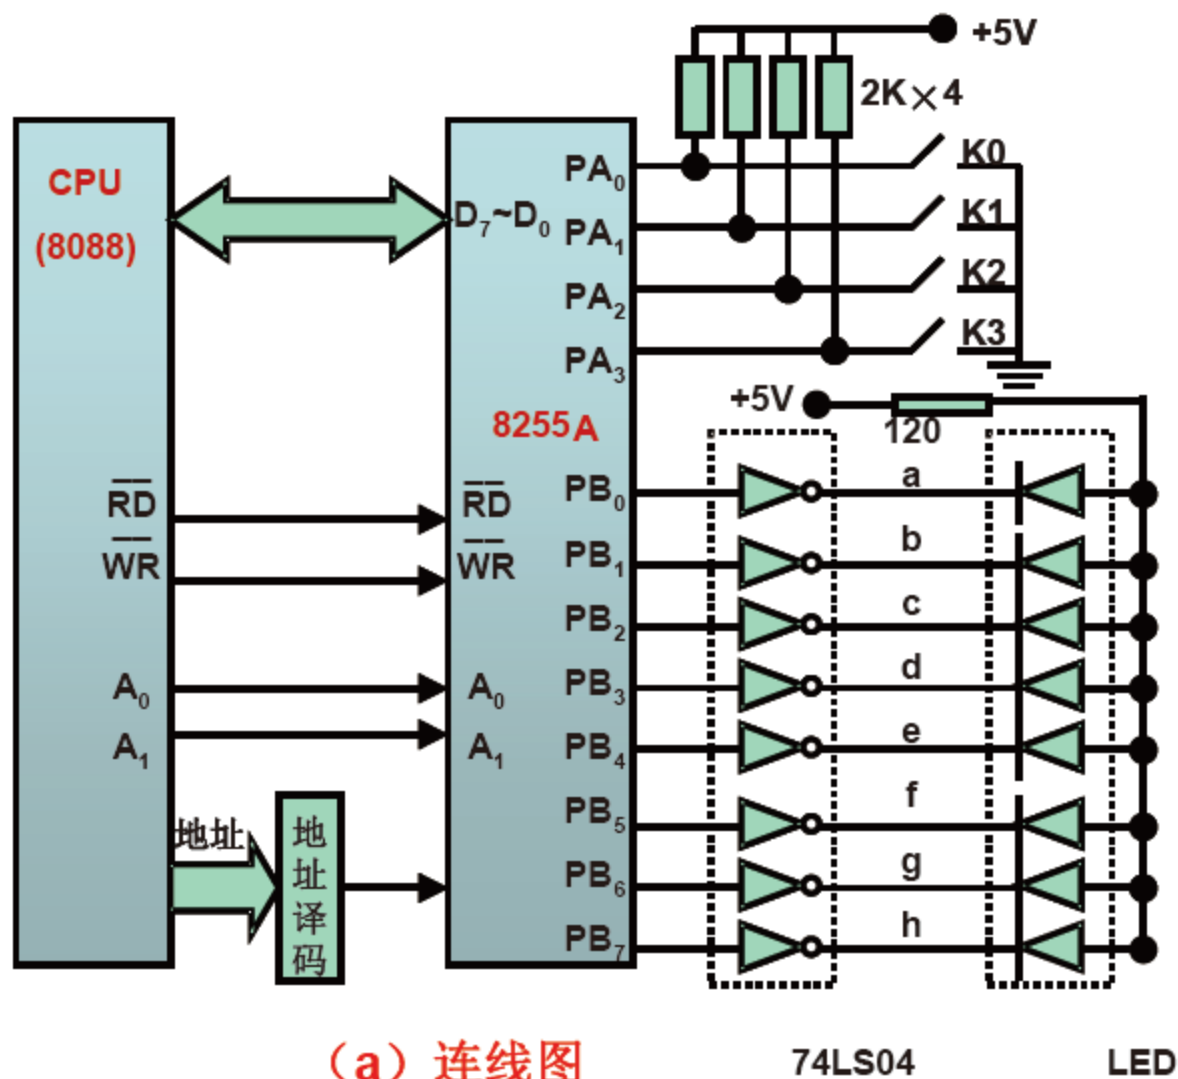 +5V
2K×4
CPU
(8088)
D7~D0
PA0
K0
PA1
K1
PA2
K2
PA3
K3
8255A
+5V
120
RD
RD
PB0
a
WR
WR
PB1
b
PB2
c
A0
A0
PB3
d
A1
A1
PB4
e
地址
地址译码
PB5
f
PB6
g
PB7
h
(a)连线图
74LS04
LED